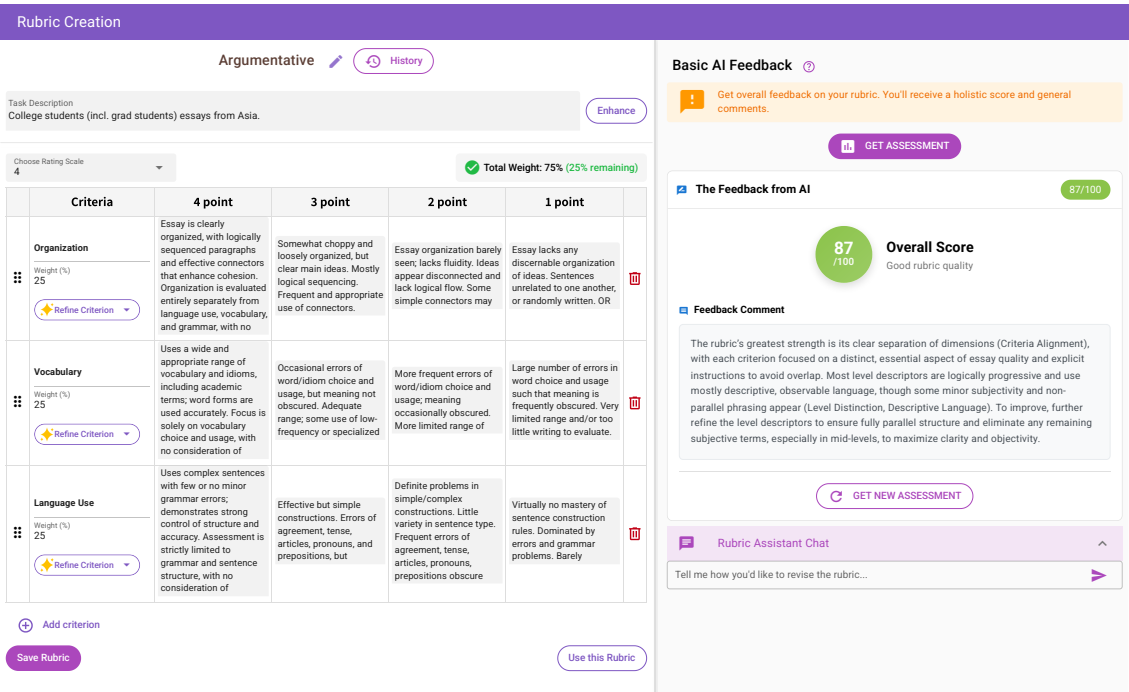 Rubric Creation
Argumentative
History
Task Description
College students (incl. grad students) essays from Asia.
Enhance
Choose Rating Scale
4
Total Weight: 75% (25% remaining)
Criteria
4 point
3 point
2 point
1 point
Organization
Weight (%)
25
Refine Criterion
Essay is clearly
organized, with logically
sequenced paragraphs
and effective connectors
that enhance cohesion.
Organization is evaluated
entirely separately from
language use, vocabulary,
and grammar, with no
Somewhat choppy and
loosely organized, but
clear main ideas. Mostly
logical sequencing.
Frequent and appropriate
use of connectors.
Essay organization barely
seen; lacks fluidity. Ideas
appear disconnected and
lack logical flow. Some
simple connectors may
Essay lacks any
discernable organization
of ideas. Sentences
unrelated to one another,
or randomly written. OR
Vocabulary
Weight (%)
25
Refine Criterion
Uses a wide and
appropriate range of
vocabulary and idioms,
including academic
terms; word forms are
used accurately. Focus is
solely on vocabulary
choice and usage, with
no consideration of
Occasional errors of
word/idiom choice and
usage, but meaning not
obscured. Adequate
range; some use of low-
frequency or specialized
More frequent errors of
word/idiom choice and
usage; meaning
occasionally obscured.
More limited range of
Large number of errors in
word choice and usage
such that meaning is
frequently obscured. Very
limited range and/or too
little writing to evaluate.
Language Use
Weight (%)
25
Refine Criterion
Uses complex sentences
with few or no minor
grammar errors;
demonstrates strong
control of structure and
accuracy. Assessment is
strictly limited to
grammar and sentence
structure, with no
consideration of
Effective but simple
constructions. Errors of
agreement, tense,
articles, pronouns, and
prepositions, but
Definite problems in
simple/complex
constructions. Little
variety in sentence type.
Frequent errors of
agreement, tense,
articles, pronouns,
prepositions obscure
Virtually no mastery of
sentence construction
rules. Dominated by
errors and grammar
problems. Barely
Add criterion
Save Rubric
Use this Rubric
Basic AI Feedback
Get overall feedback on your rubric. You'll receive a holistic score and general
comments.
GET ASSESSMENT
The Feedback from AI
87/100
87
/100
Overall Score
Good rubric quality
Feedback Comment
The rubric's greatest strength is its clear separation of dimensions (Criteria Alignment),
with each criterion focused on a distinct, essential aspect of essay quality and explicit
instructions to avoid overlap. Most level descriptors are logically progressive and use
mostly descriptive, observable language, though some minor subjectivity and non-
parallel phrasing appear (Level Distinction, Descriptive Language). To improve, further
refine the level descriptors to ensure fully parallel structure and eliminate any remaining
subjective terms, especially in mid-levels, to maximize clarity and objectivity.
GET NEW ASSESSMENT
Rubric Assistant Chat
Tell me how you'd like to revise the rubric...